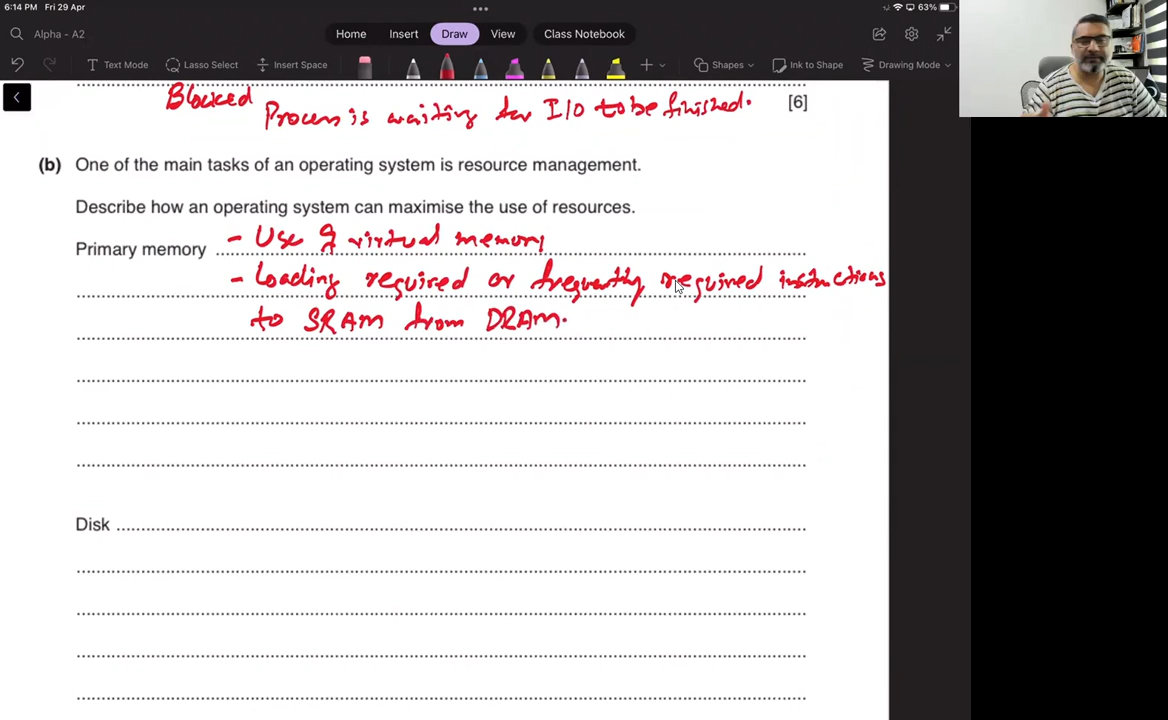 6:14 PM Fri 29 Apr
63%
Alpha - A2
Home Insert Draw View Class Notebook
Text Mode Lasso Select Insert Space Shapes Ink to Shape Drawing Mode
Blocked Process is waiting for I/O to be finished. [6]
(b) One of the main tasks of an operating system is resource management.
Describe how an operating system can maximise the use of resources.
Primary memory - Use of virtual memory
- Loading required or frequently required instructions
to SRAM from DRAM.
Disk